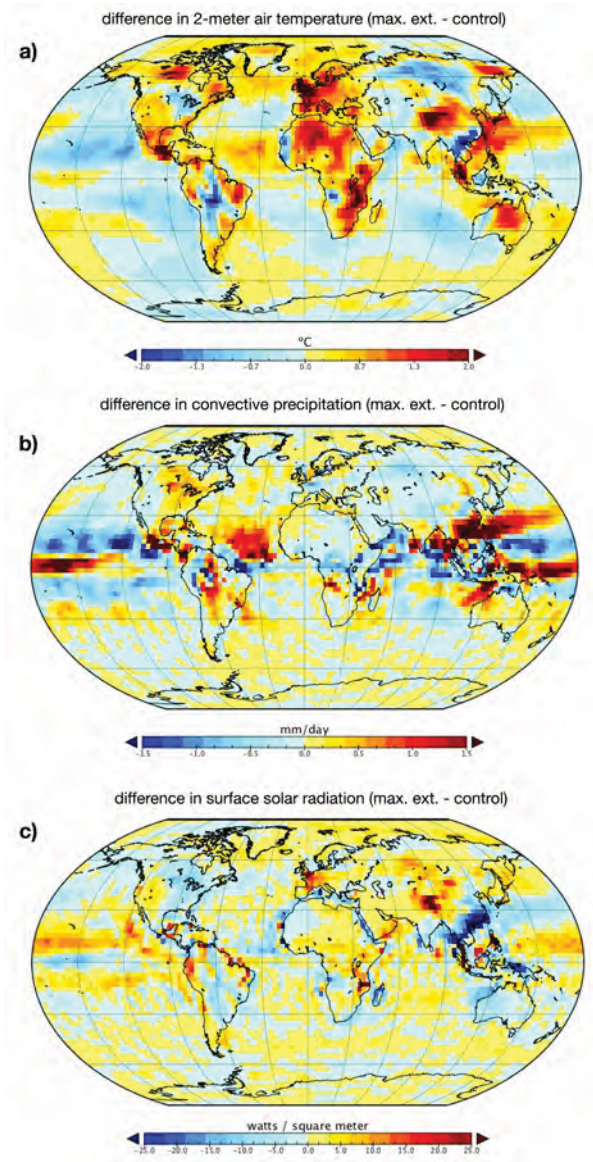 difference in 2-meter air temperature (max. ext. - control)
a)
ºC
-2.0 -1.3 -0.7 0.0 0.7 1.3 2.0
difference in convective precipitation (max. ext. - control)
b)
mm/day
-1.5 -1.0 -0.5 0.0 0.5 1.0 1.5
difference in surface solar radiation (max. ext. - control)
c)
watts / square meter
-25.0 -20.0 -15.0 -10.0 -5.0 0.0 5.0 10.0 15.0 20.0 25.0